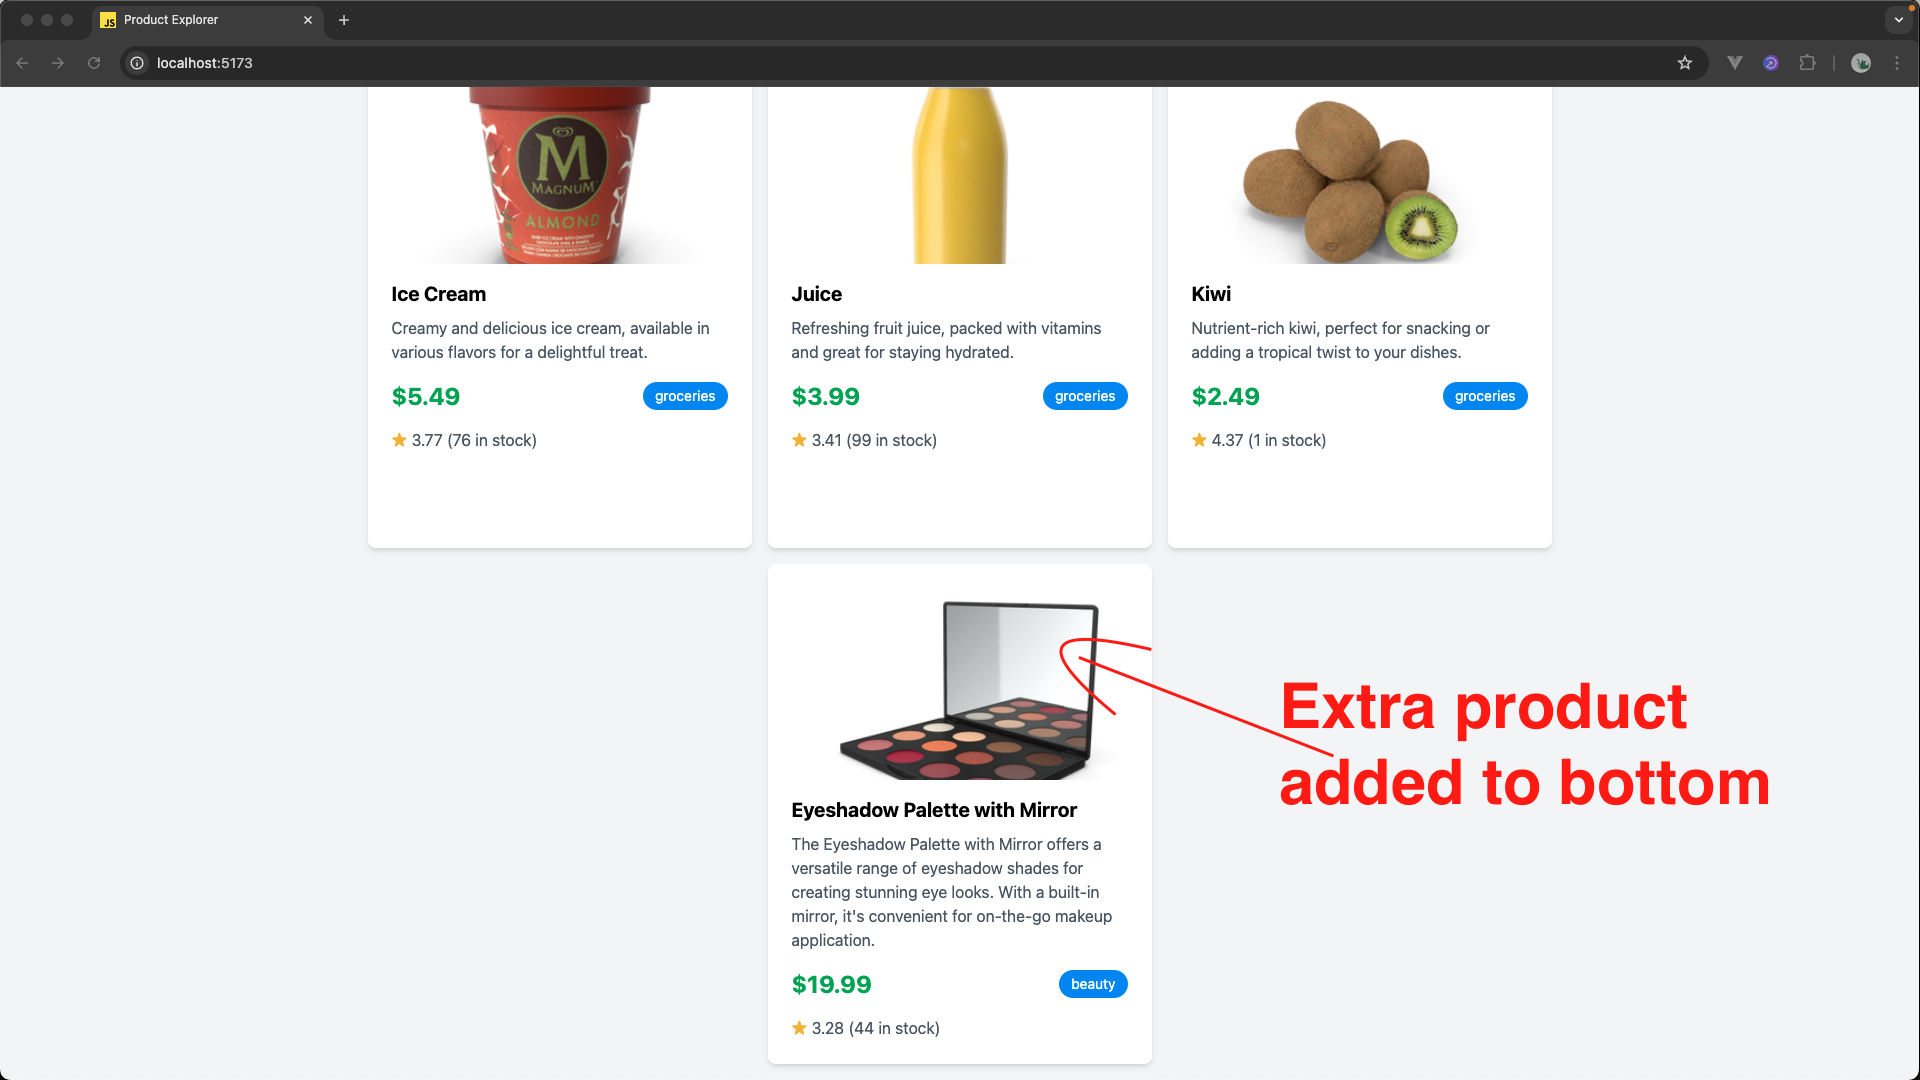 Product Explorer
localhost:5173
M
MAGNUM
ALMOND
Ice Cream
Creamy and delicious ice cream, available in
various flavors for a delightful treat.
$5.49
groceries
3.77 (76 in stock)
Juice
Refreshing fruit juice, packed with vitamins
and great for staying hydrated.
$3.99
groceries
3.41 (99 in stock)
Kiwi
Nutrient-rich kiwi, perfect for snacking or
adding a tropical twist to your dishes.
$2.49
groceries
4.37 (1 in stock)
Eyeshadow Palette with Mirror
The Eyeshadow Palette with Mirror offers a
versatile range of eyeshadow shades for
creating stunning eye looks. With a built-in
mirror, it's convenient for on-the-go makeup
application.
$19.99
beauty
3.28 (44 in stock)
Extra product
added to bottom